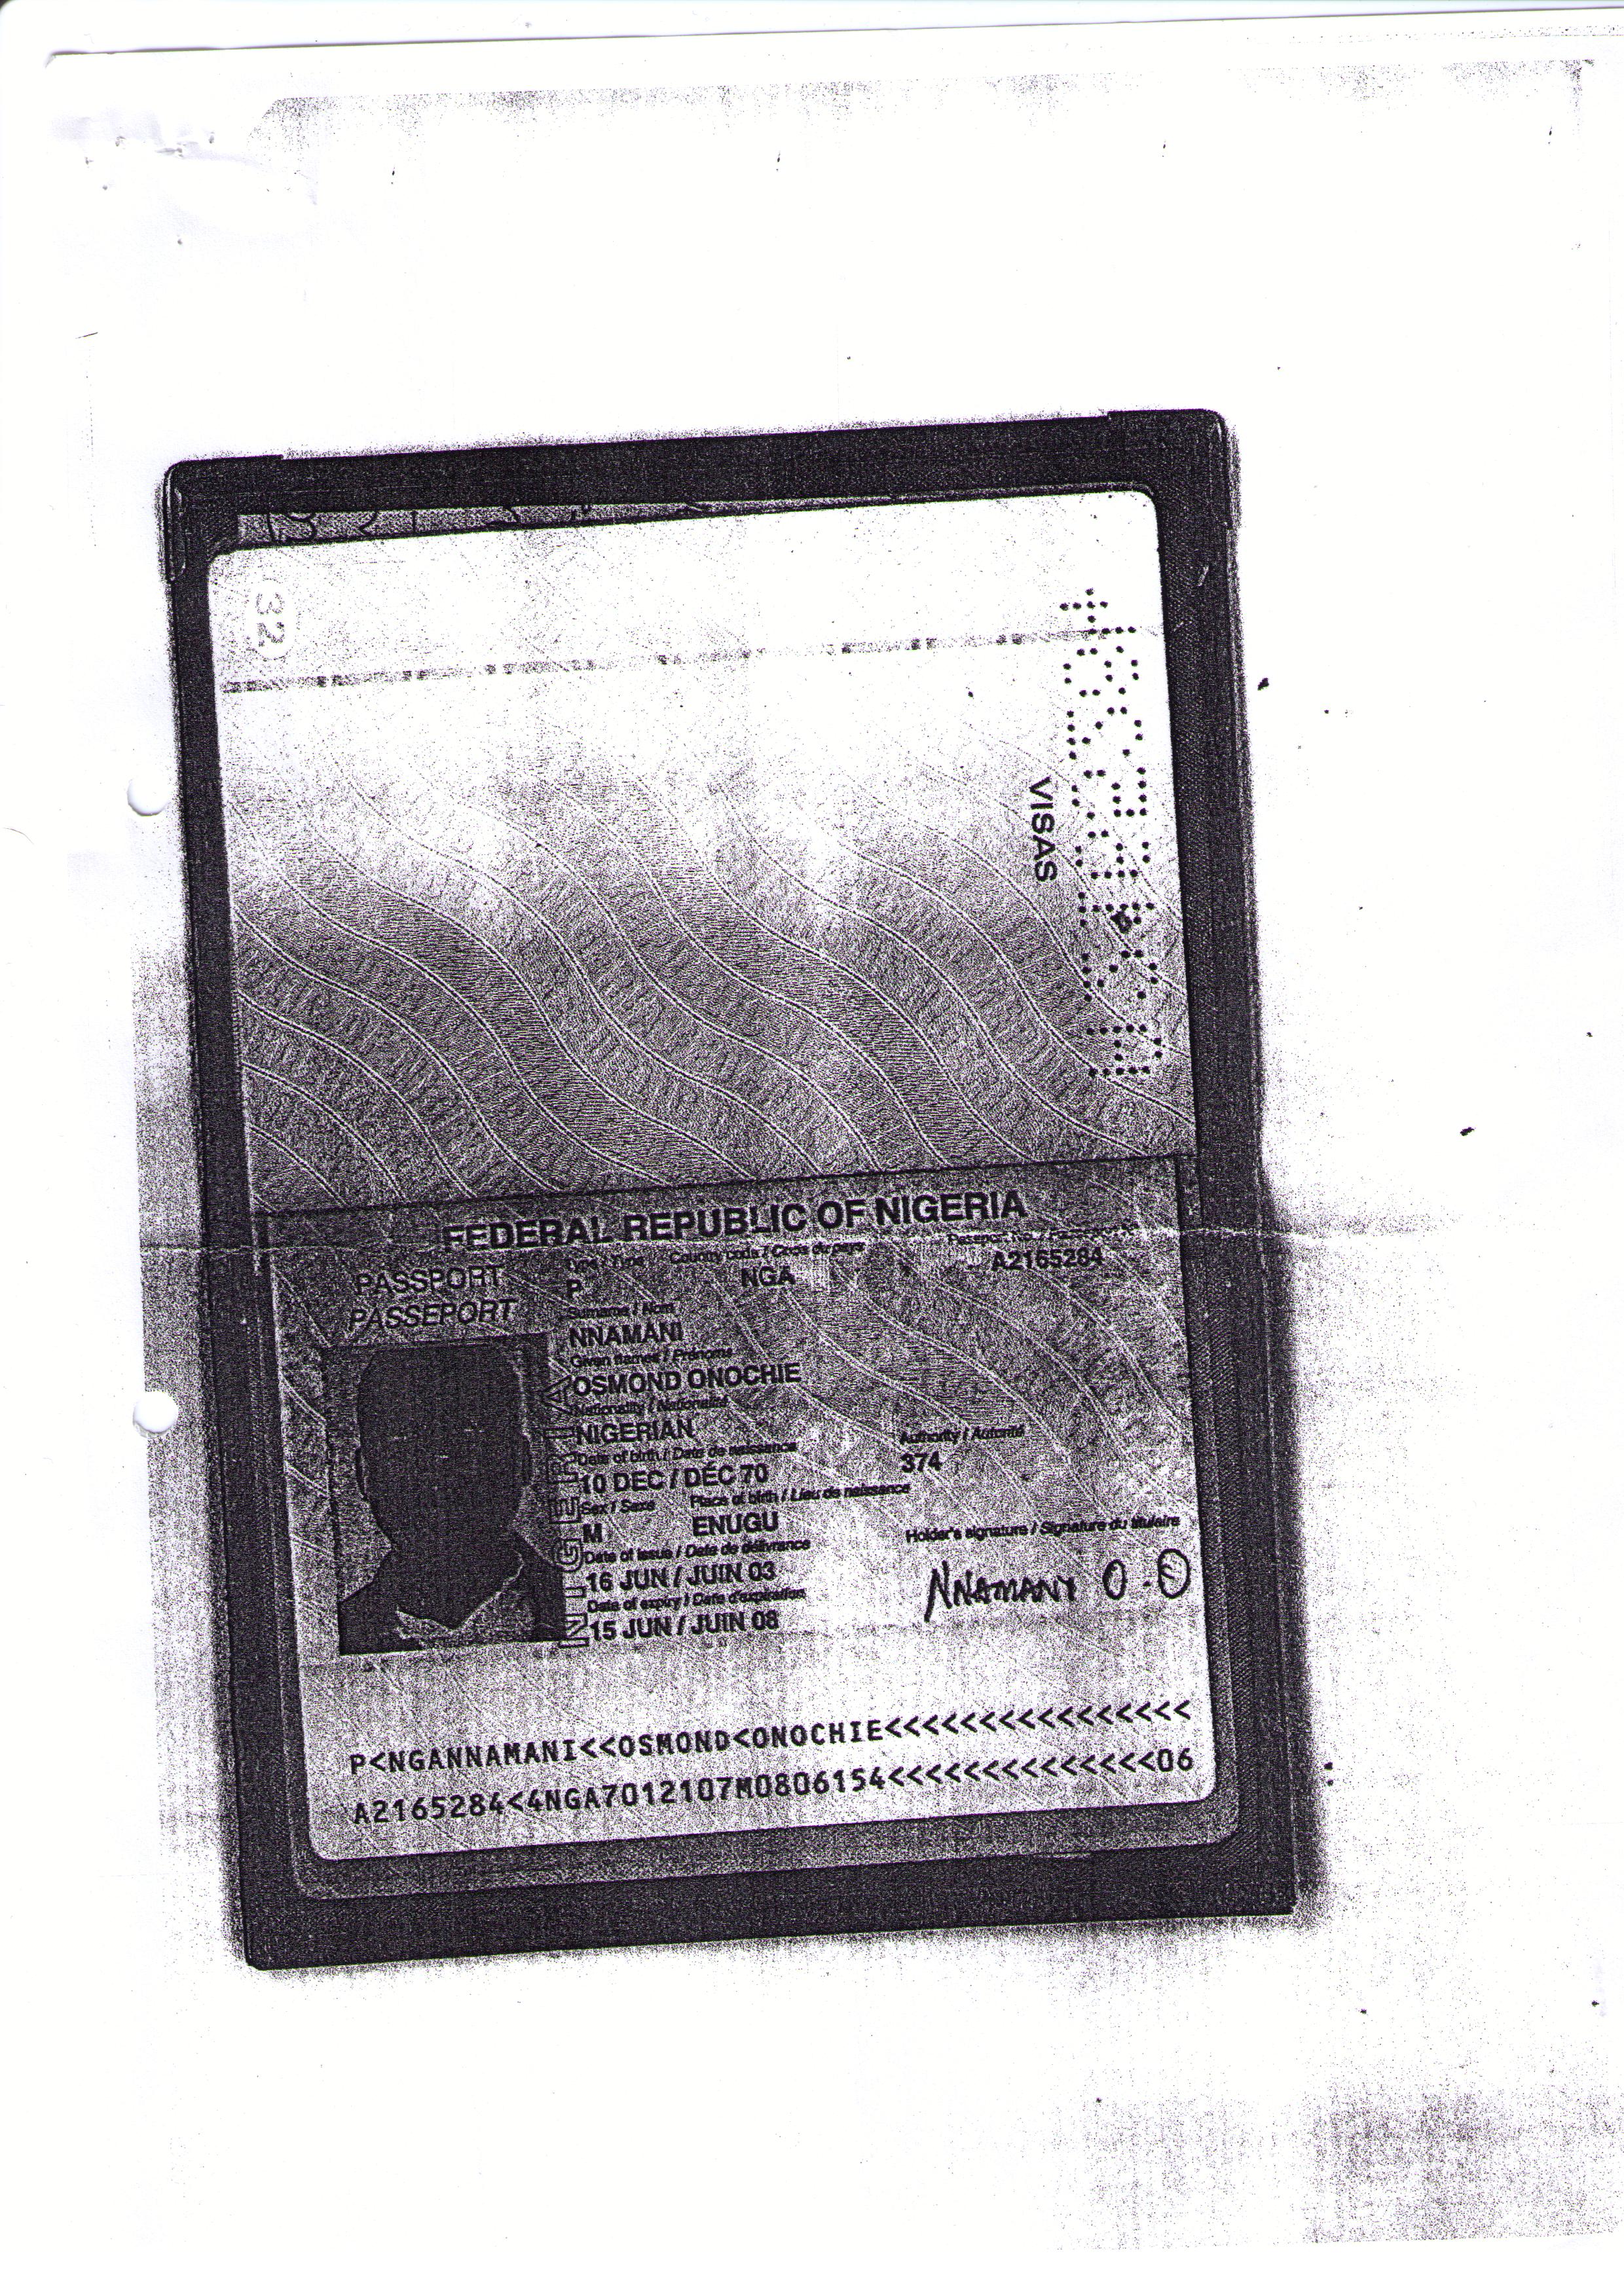 32
VISAS
A2165284
FEDERAL REPUBLIC OF NIGERIA
PASSPORT
PASSEPORT
Type / Type
Country code / Code du pays
P
NGA
A2165284
Surname / Nom
NNAMANI
Given names / Prénoms
OSMOND ONOCHIE
Nationality / Nationalité
NIGERIAN
Date of birth / Date de naissance
10 DEC / DÉC 70
Authority / Autorité
374
Sex / Sexe
Place of birth / Lieu de naissance
M
ENUGU
Date of issue / Date de délivrance
16 JUN / JUIN 03
Date of expiry / Date d'expiration
15 JUN / JUIN 08
Holder's signature / Signature du titulaire
NNAMANI O.O
NIGERIA
P<NGANNAMANI<<OSMOND<ONOCHIE<<<<<<<<<<<<<<<<
A2165284<4NGA7012107M0806154<<<<<<<<<<<<<<06